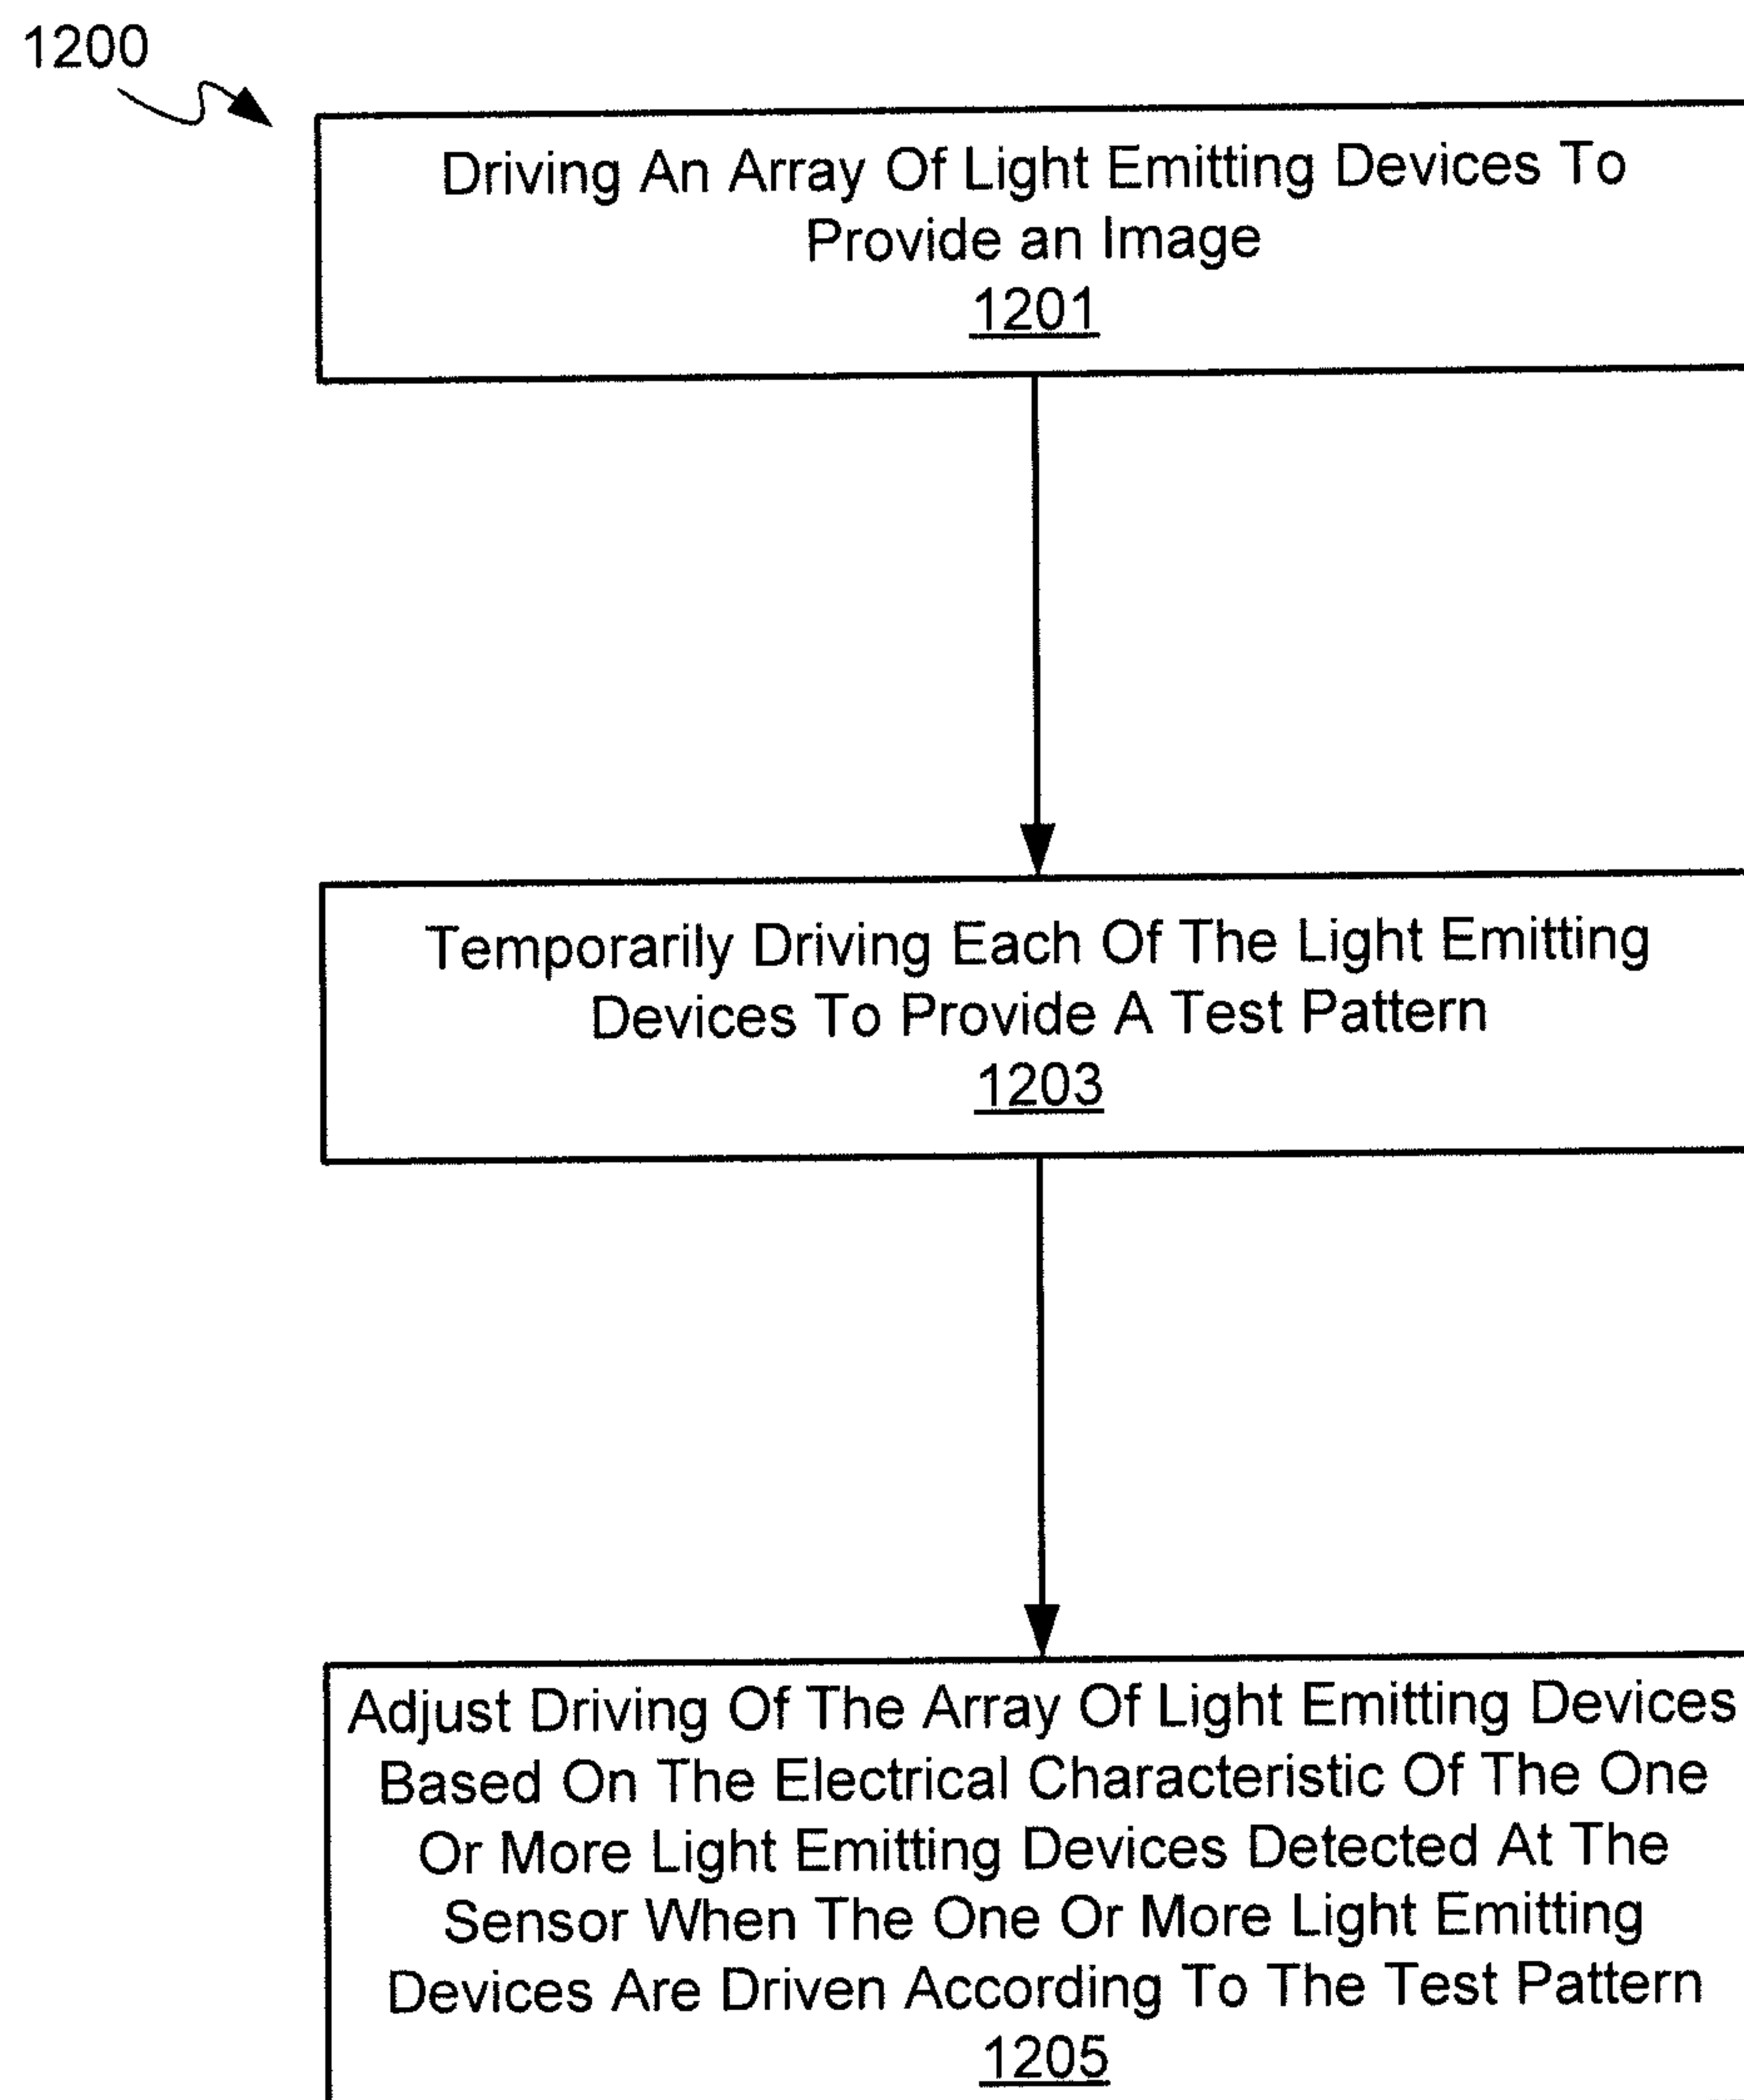 1200
Driving An Array Of Light Emitting Devices To
Provide an Image
1201
Temporarily Driving Each Of The Light Emitting
Devices To Provide A Test Pattern
1203
Adjust Driving Of The Array Of Light Emitting Devices
Based On The Electrical Characteristic Of The One
Or More Light Emitting Devices Detected At The
Sensor When The One Or More Light Emitting
Devices Are Driven According To The Test Pattern
1205